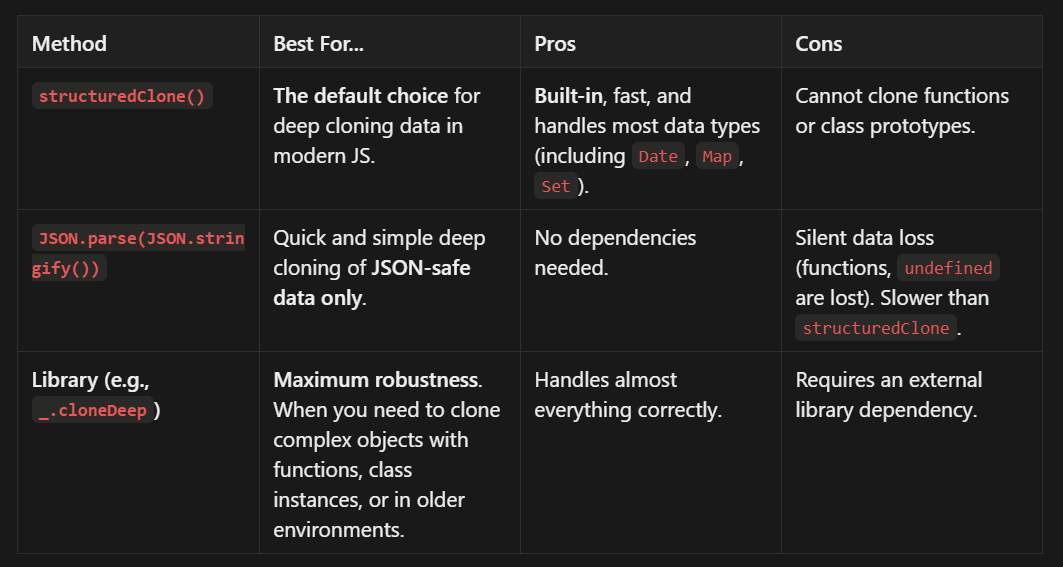 Method
Best For...
Pros
Cons
structuredClone()
The default choice for
deep cloning data in
modern JS.
Built-in, fast, and
handles most data types
(including Date, Map,
Set).
Cannot clone functions
or class prototypes.
JSON.parse(JSON.strin
gify())
Quick and simple deep
cloning of JSON-safe
data only.
No dependencies
needed.
Silent data loss
(functions, undefined
are lost). Slower than
structuredClone.
Library (e.g.,
_.cloneDeep)
Maximum robustness.
When you need to clone
complex objects with
functions, class
instances, or in older
environments.
Handles almost
everything correctly.
Requires an external
library dependency.